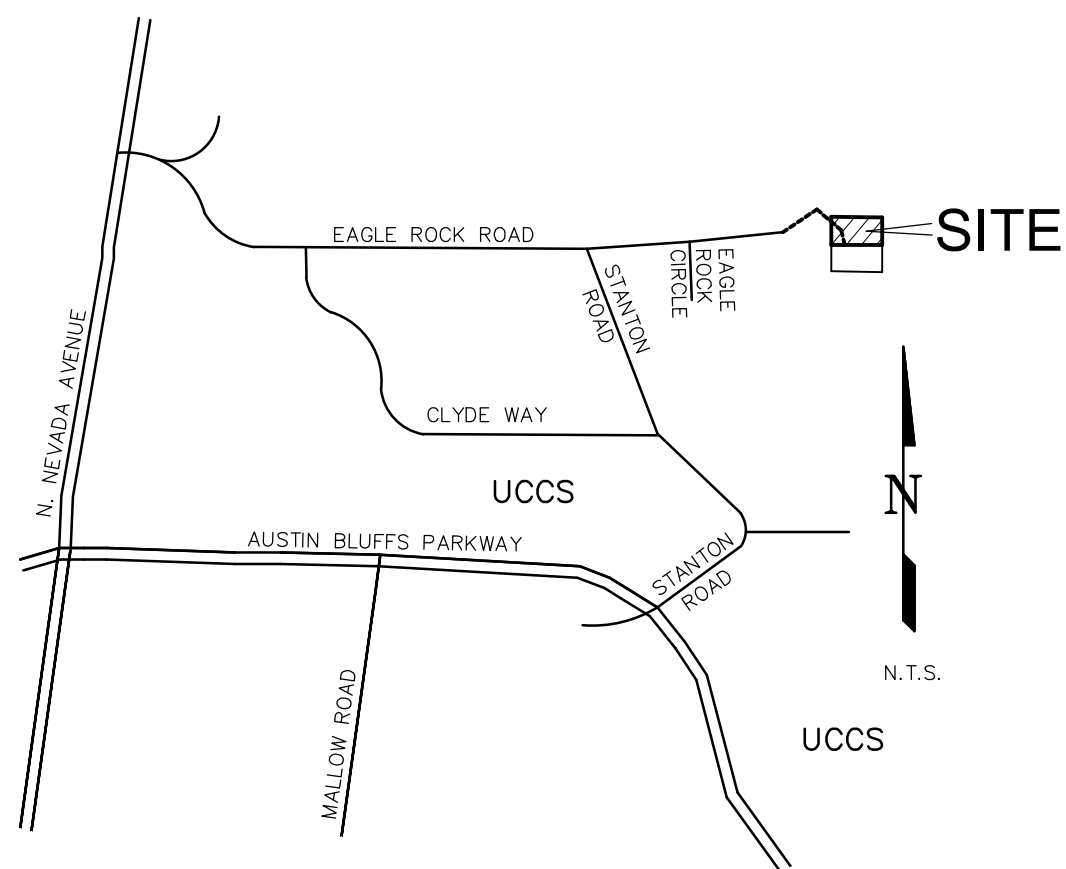 SITE
EAGLE ROCK ROAD
EAGLE
ROCK
CIRCLE
STANTON
ROAD
N. NEVADA AVENUE
CLYDE WAY
UCCS
N
AUSTIN BLUFFS PARKWAY
STANTON
ROAD
N.T.S.
MALLOW ROAD
UCCS